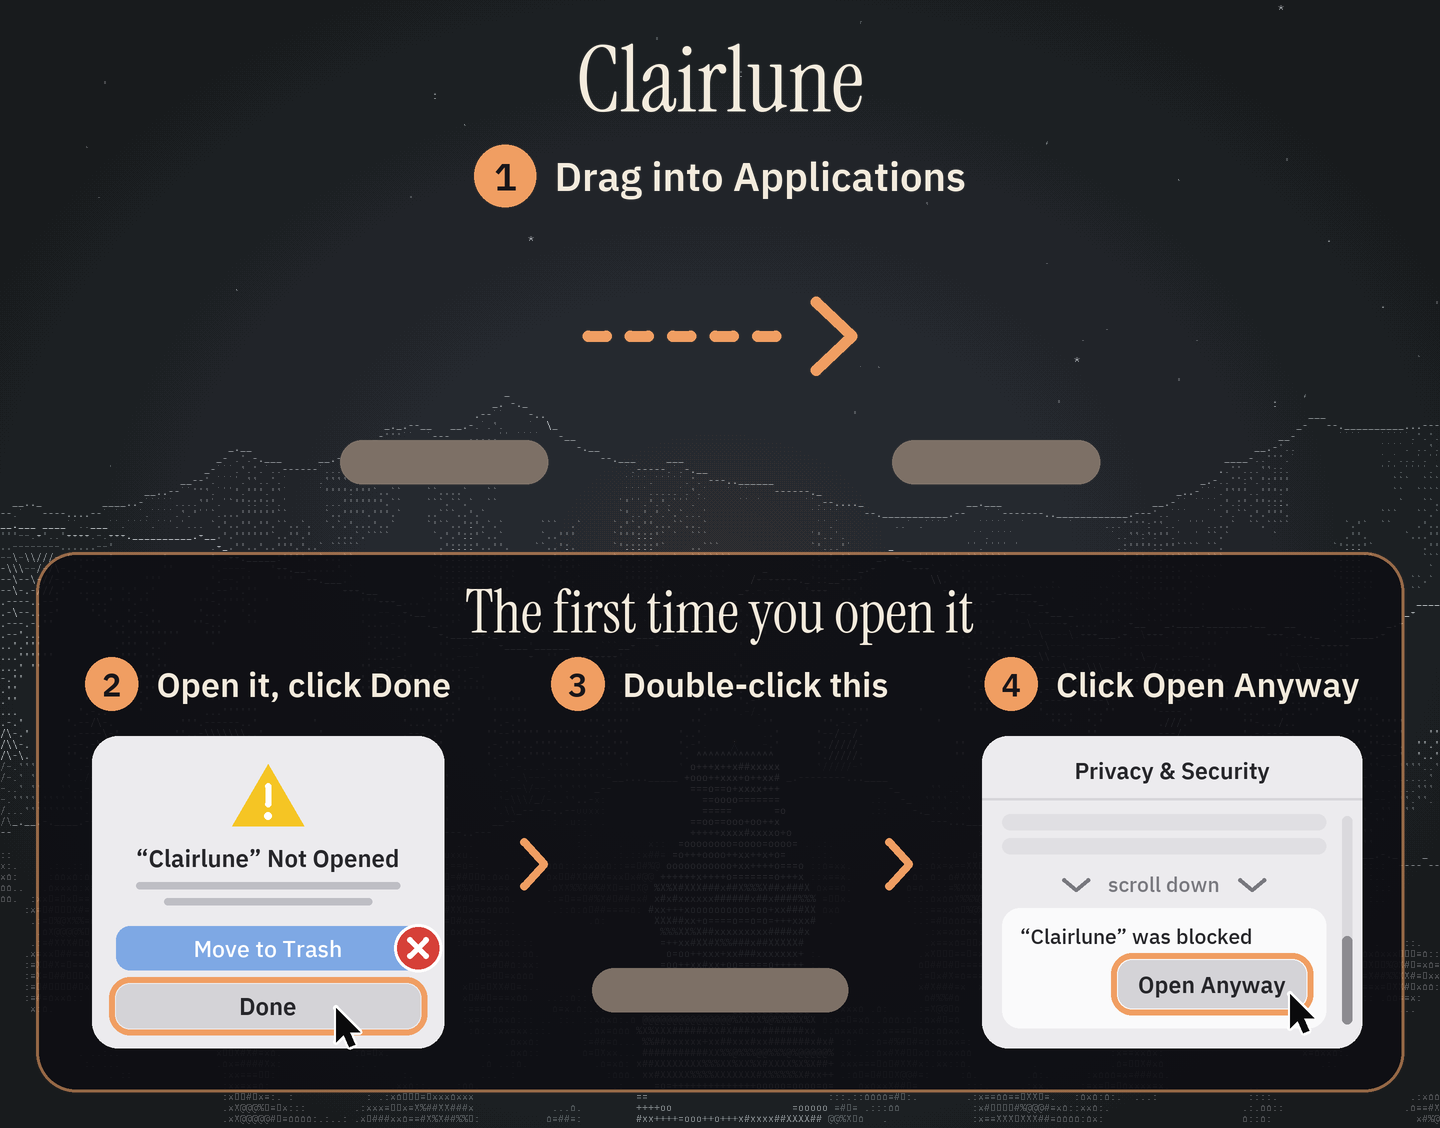 Clairlune
1 Drag into Applications
The first time you open it
2 Open it, click Done
“Clairlune” Not Opened
Move to Trash
Done
3 Double-click this
4 Click Open Anyway
Privacy & Security
scroll down
“Clairlune” was blocked
Open Anyway